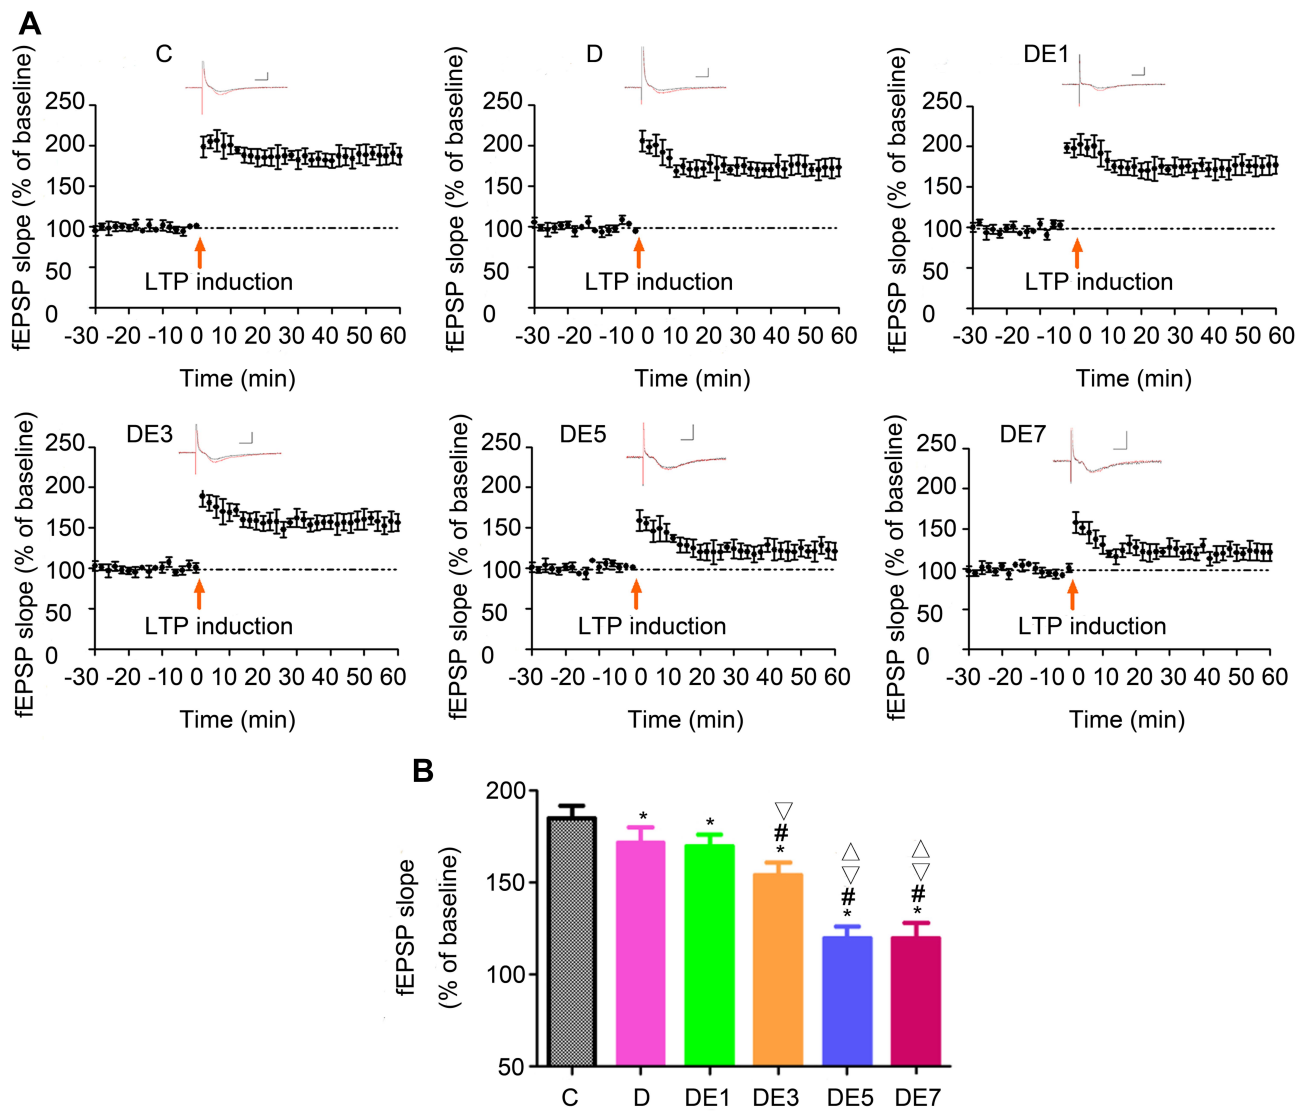 A
C
fEPSP slope (% of baseline)
250
200
150
100
50
0
LTP induction
-30 -20 -10 0 10 20 30 40 50 60
Time (min)
D
fEPSP slope (% of baseline)
250
200
150
100
50
0
LTP induction
-30 -20 -10 0 10 20 30 40 50 60
Time (min)
DE1
fEPSP slope (% of baseline)
250
200
150
100
50
0
LTP induction
-30 -20 -10 0 10 20 30 40 50 60
Time (min)
DE3
fEPSP slope (% of baseline)
250
200
150
100
50
0
LTP induction
-30 -20 -10 0 10 20 30 40 50 60
Time (min)
DE5
fEPSP slope (% of baseline)
250
200
150
100
50
0
LTP induction
-30 -20 -10 0 10 20 30 40 50 60
Time (min)
DE7
fEPSP slope (% of baseline)
250
200
150
100
50
0
LTP induction
-30 -20 -10 0 10 20 30 40 50 60
Time (min)
B
fEPSP slope
(% of baseline)
200
150
100
50
*
*
▽
#
*
△
▽
#
*
△
▽
#
*
C D DE1 DE3 DE5 DE7